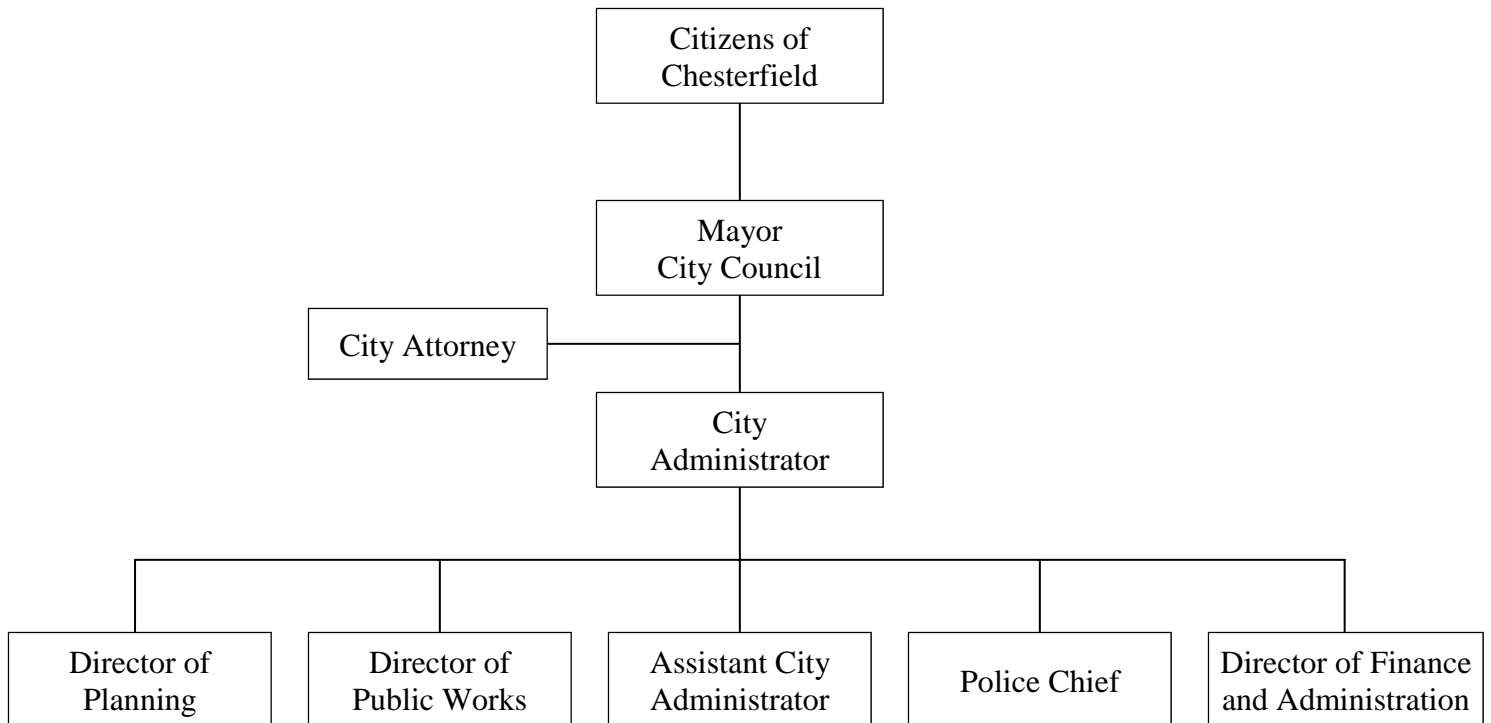 Citizens of
Chesterfield
Mayor
City Council
City Attorney
City
Administrator
Director of
Planning
Director of
Public Works
Assistant City
Administrator
Police Chief
Director of Finance
and Administration